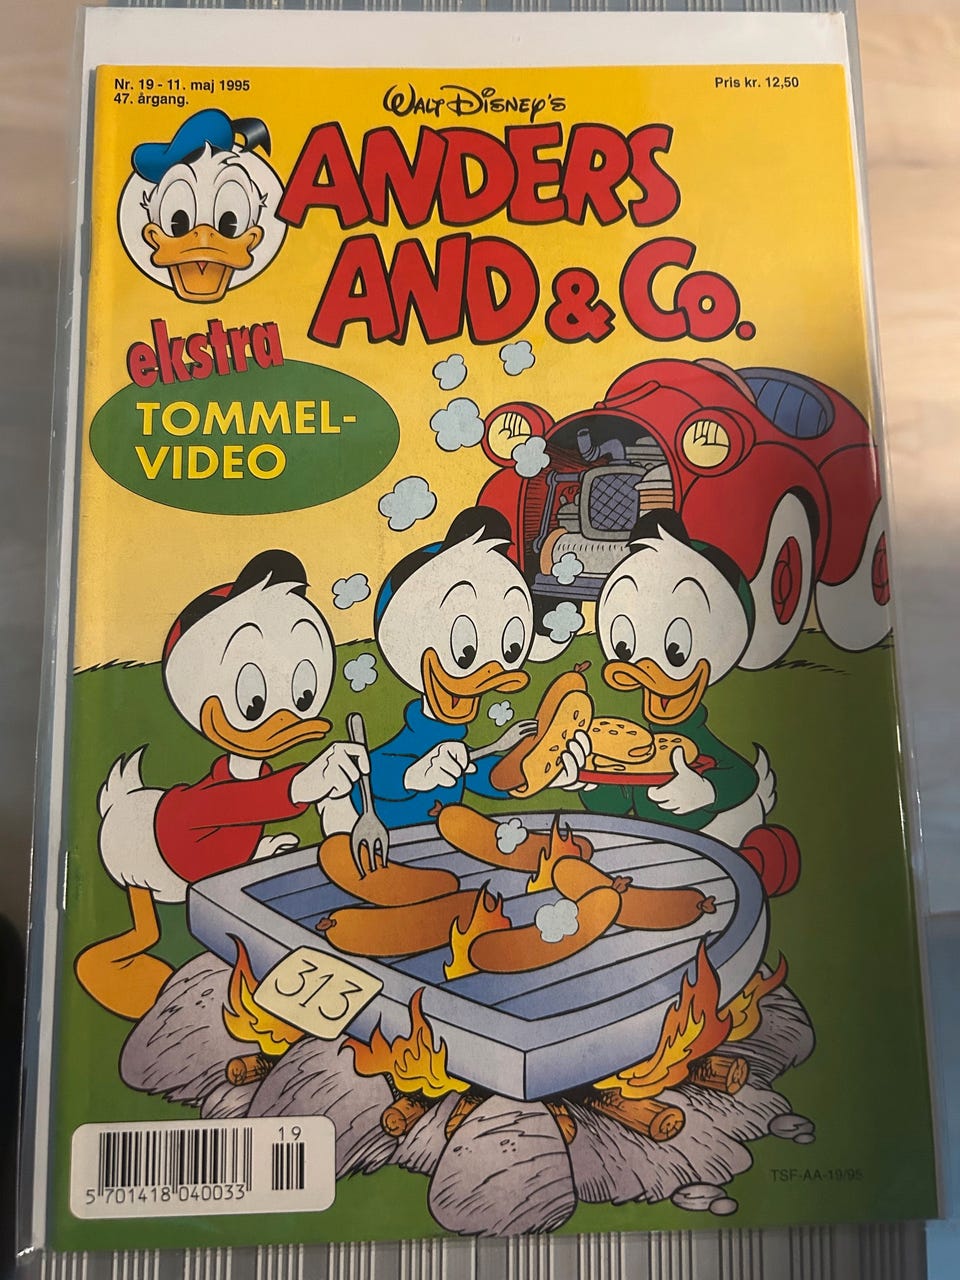 Nr. 19 - 11. maj 1995
47. årgang.
Pris kr. 12,50
WALT DISNEY'S
ANDERS
AND & Co.
ekstra
TOMMEL-
VIDEO
313
19
5 701418 040033
TSF-AA-19/95